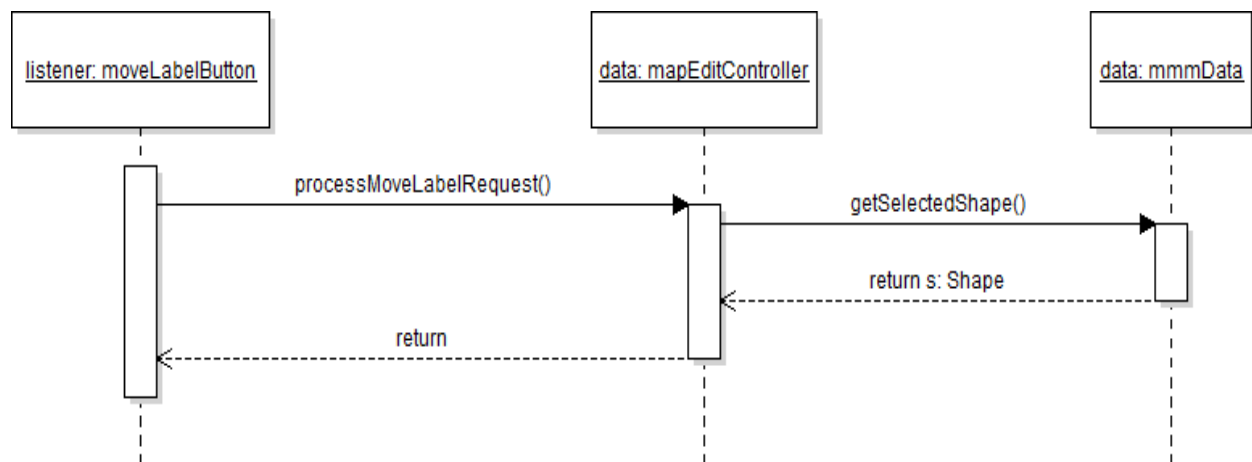 listener: moveLabelButton
data: mapEditController
data: mmmData
processMoveLabelRequest()
getSelectedShape()
return s: Shape
return